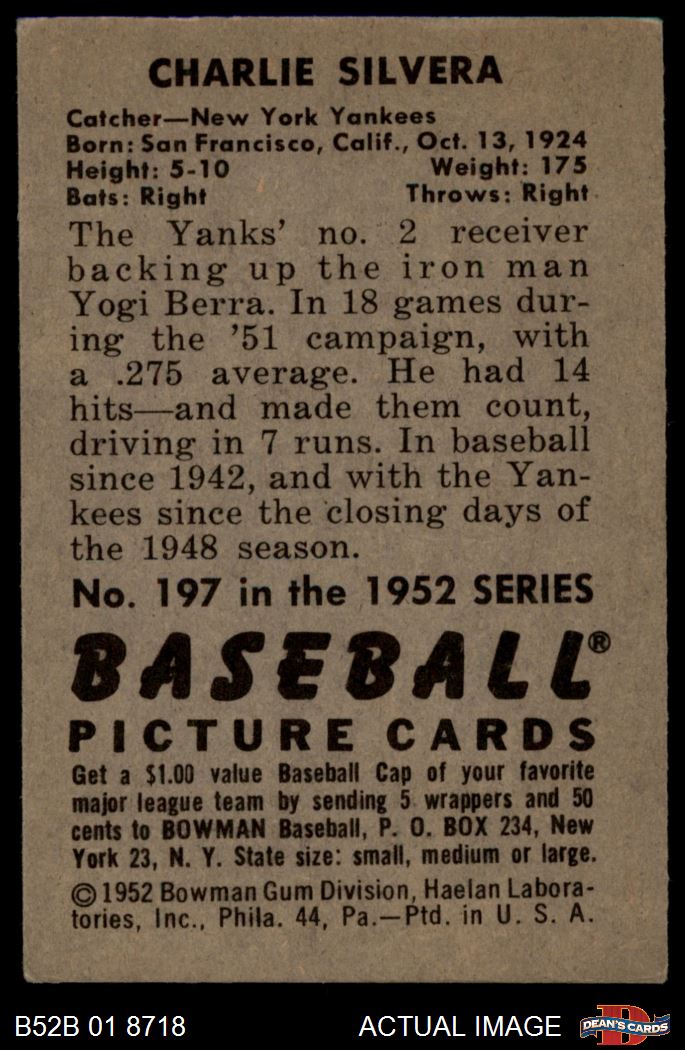 CHARLIE SILVERA
Catcher—New York Yankees
Born: San Francisco, Calif., Oct. 13, 1924
Height: 5-10 Weight: 175
Bats: Right Throws: Right
The Yanks' no. 2 receiver
backing up the iron man
Yogi Berra. In 18 games dur-
ing the '51 campaign, with
a .275 average. He had 14
hits—and made them count,
driving in 7 runs. In baseball
since 1942, and with the Yan-
kees since the closing days of
the 1948 season.
No. 197 in the 1952 SERIES
BASEBALL®
PICTURE CARDS
Get a $1.00 value Baseball Cap of your favorite
major league team by sending 5 wrappers and 50
cents to BOWMAN Baseball, P. O. BOX 234, New
York 23, N. Y. State size: small, medium or large.
© 1952 Bowman Gum Division, Haelan Labora-
tories, Inc., Phila. 44, Pa.—Ptd. in U. S. A.
B52B 01 8718 ACTUAL IMAGE D DEAN'S CARDS